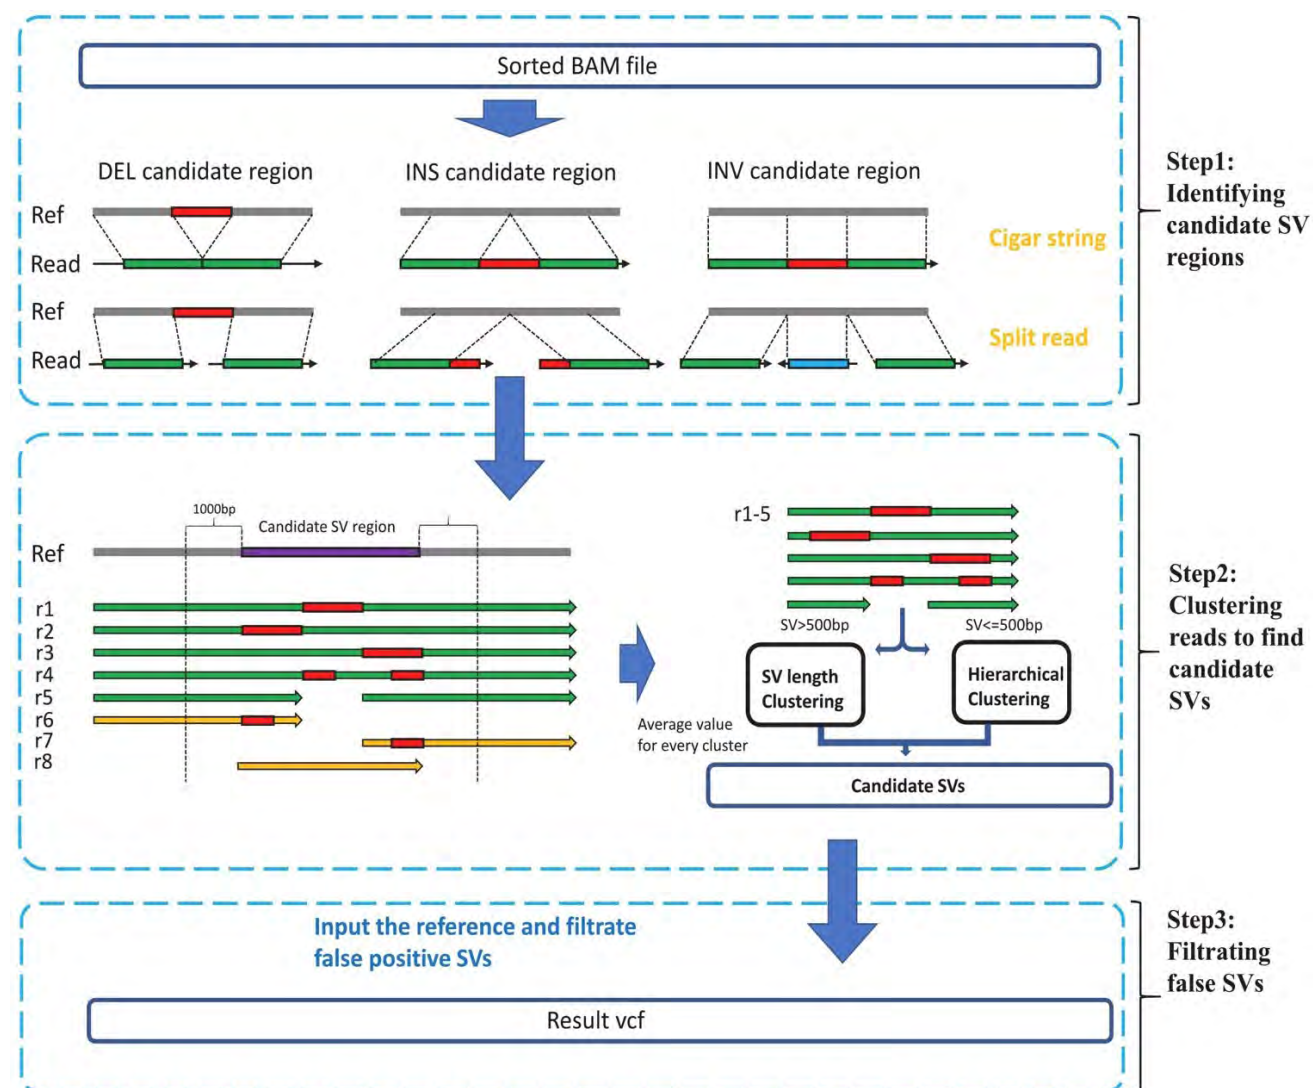 Sorted BAM file
DEL candidate region
INS candidate region
INV candidate region
Ref
Read
Cigar string
Ref
Read
Split read
Step1:
Identifying
candidate SV
regions
1000bp
Candidate SV region
Ref
r1
r2
r3
r4
r5
r6
r7
r8
r1-5
SV>500bp
SV<=500bp
SV length
Clustering
Hierarchical
Clustering
Average value
for every cluster
Candidate SVs
Step2:
Clustering
reads to find
candidate
SVs
Input the reference and filtrate
false positive SVs
Result vcf
Step3:
Filtrating
false SVs